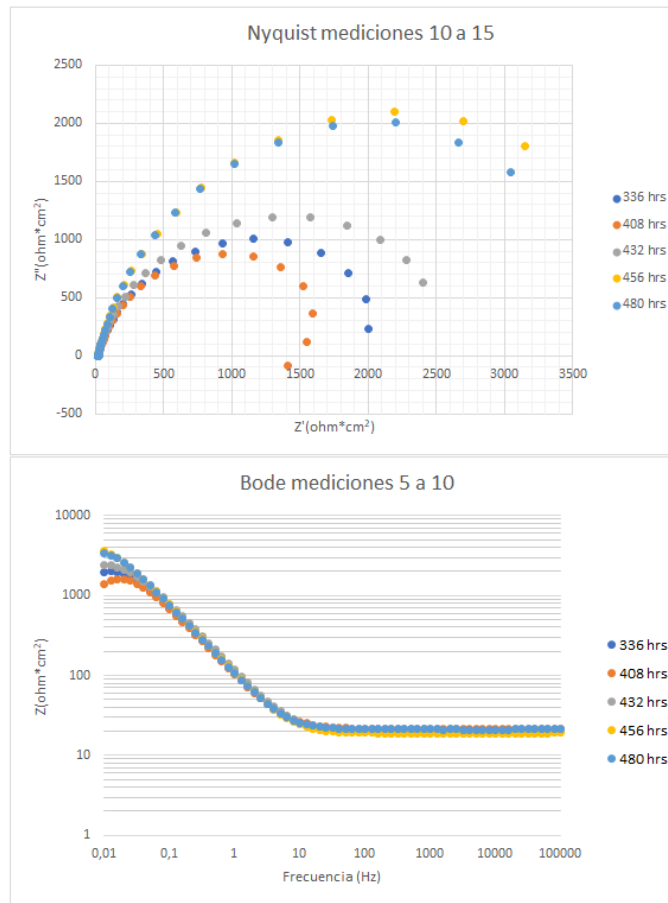 Nyquist mediciones 10 a 15
2500
2000
1500
1000
500
0
-500
0 500 1000 1500 2000 2500 3000 3500
Z''(ohm*cm²)
Z'(ohm*cm²)
336 hrs
408 hrs
432 hrs
456 hrs
480 hrs
Bode mediciones 5 a 10
10000
1000
100
10
1
0,01 0,1 1 10 100 1000 10000 100000
Z(ohm*cm²)
Frecuencia (Hz)
336 hrs
408 hrs
432 hrs
456 hrs
480 hrs